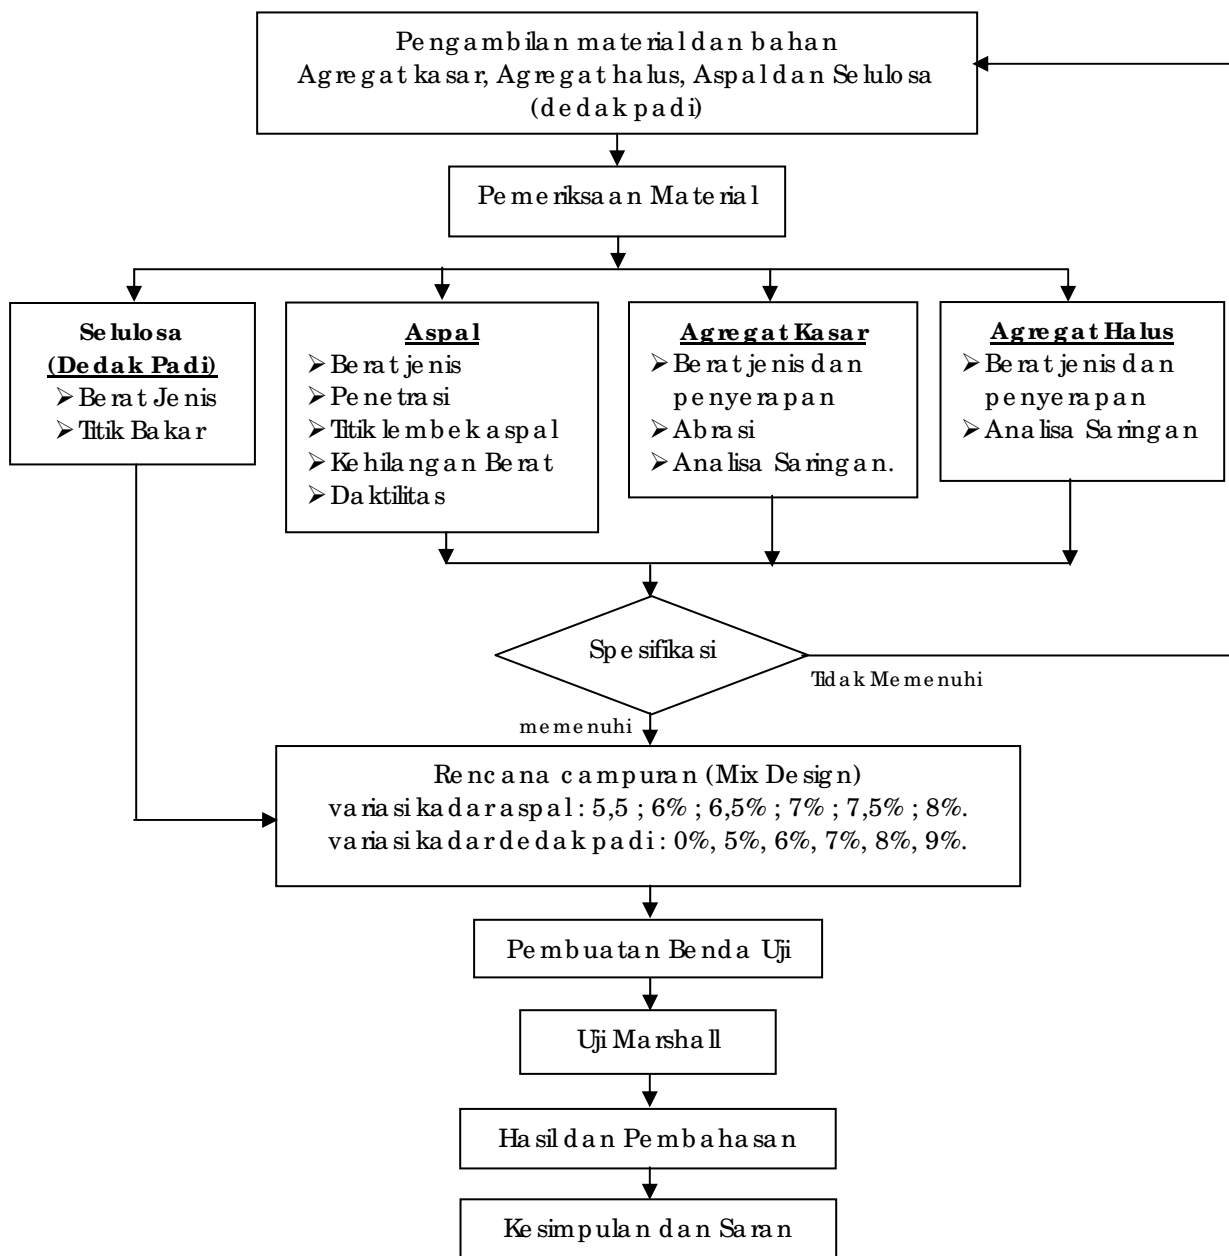 Pengambilan material dan bahan
Agregat kasar, Agregat halus, Aspal dan Selulosa
(dedak padi)
Pemeriksaan Material
Selulosa
(Dedak Padi)
➢ Berat Jenis
➢ Titik Bakar
Aspal
➢ Berat jenis
➢ Penetrasi
➢ Titik lembek aspal
➢ Kehilangan Berat
➢ Daktilitas
Agregat Kasar
➢ Berat jenis dan
penyerapan
➢ Abrasi
➢ Analisa Saringan.
Agregat Halus
➢ Berat jenis dan
penyerapan
➢ Analisa Saringan
Spesifikasi
Tidak Memenuhi
memenuhi
Rencana campuran (Mix Design)
variasi kadar aspal : 5,5 ; 6% ; 6,5% ; 7% ; 7,5% ; 8%.
variasi kadar dedak padi : 0%, 5%, 6%, 7%, 8%, 9%.
Pembuatan Benda Uji
Uji Marshall
Hasil dan Pembahasan
Kesimpulan dan Saran